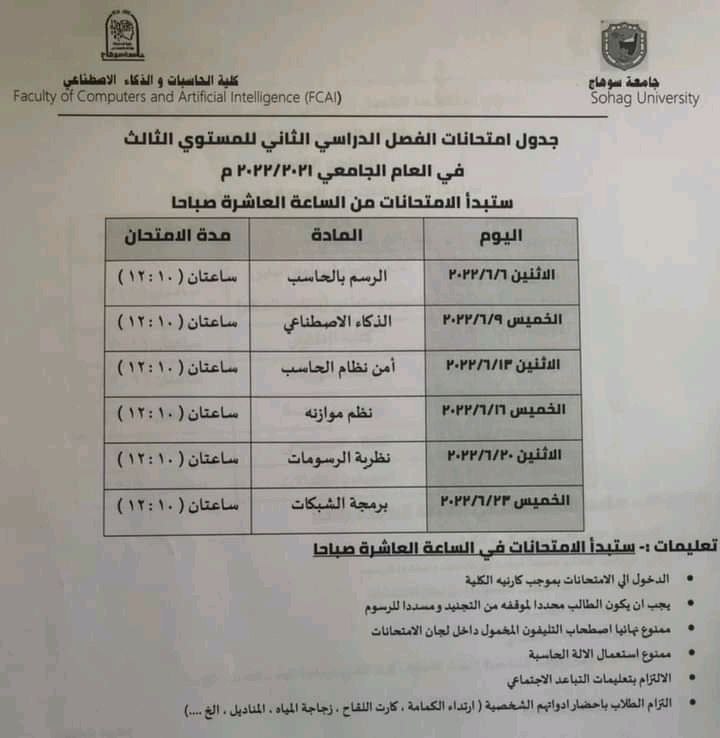 جامعة سوهاج
Sohag University
كلية الحاسبات و الذكاء الاصطناعي
Faculty of Computers and Artificial Intelligence (FCAI)
جدول امتحانات الفصل الدراسي الثاني للمستوي الثالث
في العام الجامعي ٢٠٢٢/٢٠٢١ م
ستبدأ الامتحانات من الساعة العاشرة صباحا
اليوم المادة مدة الامتحان
الاثنين ٢٠٢٢/٦/٦ الرسم بالحاسب ساعتان ( ١٠ : ١٢ )
الخميس ٢٠٢٢/٦/٩ الذكاء الاصطناعي ساعتان ( ١٠ : ١٢ )
الاثنين ٢٠٢٢/٦/١٣ أمن نظام الحاسب ساعتان ( ١٠ : ١٢ )
الخميس ٢٠٢٢/٦/١٦ نظم موازنه ساعتان ( ١٠ : ١٢ )
الاثنين ٢٠٢٢/٦/٢٠ نظرية الرسومات ساعتان ( ١٠ : ١٢ )
الخميس ٢٠٢٢/٦/٢٣ برمجة الشبكات ساعتان ( ١٠ : ١٢ )
تعليمات :- ستبدأ الامتحانات في الساعة العاشرة صباحا
• الدخول الي الامتحانات بموجب كارنيه الكلية
• يجب ان يكون الطالب محددا لموقفه من التجنيد و مسددا للرسوم
• ممنوع نهائيا اصطحاب التليفون المحمول داخل لجان الامتحانات
• ممنوع استعمال الالة الحاسبة
• الالتزام بتعليمات التباعد الاجتماعي
• التزام الطلاب باحضار ادواتهم الشخصية ( ارتداء الكمامة ، كارت اللقاح ، زجاجة المياه ، المناديل ، الخ ....)